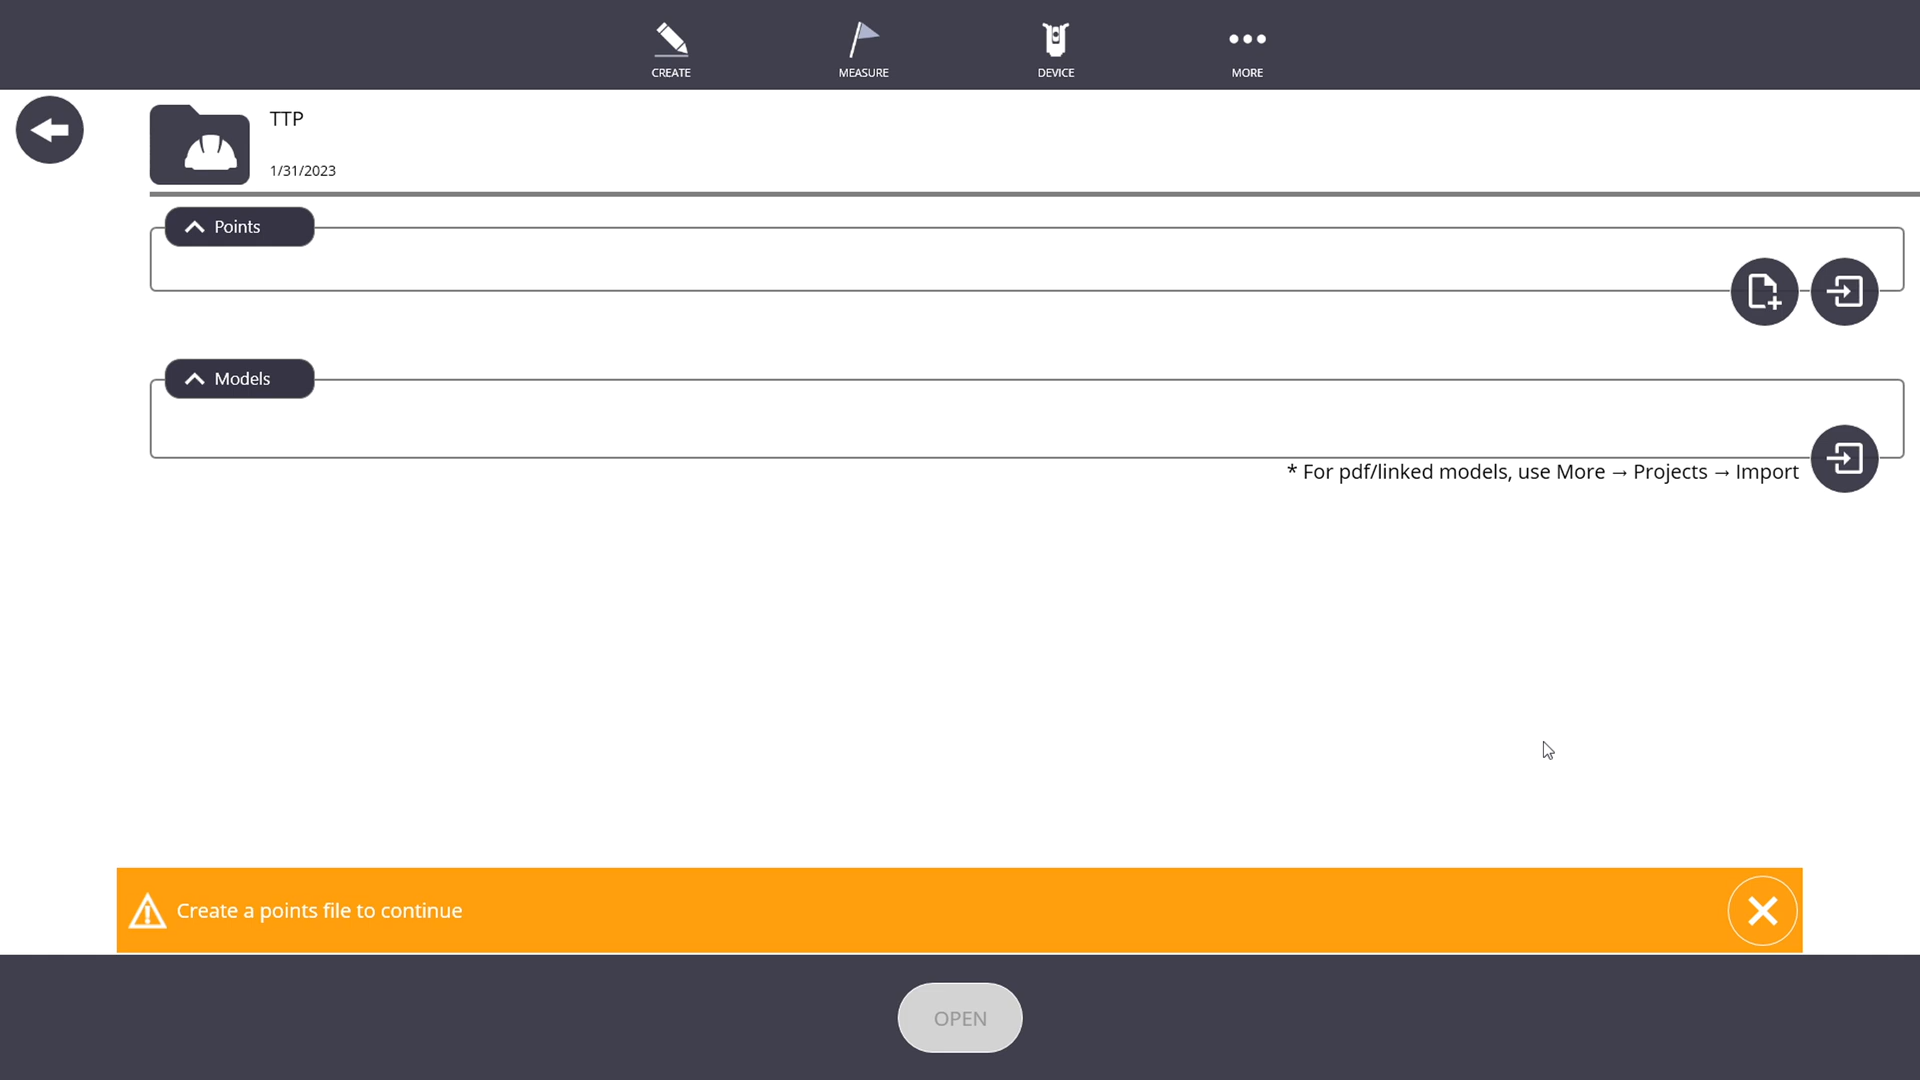 CREATE
MEASURE
DEVICE
MORE
TTP
1/31/2023
Points
Models
* For pdf/linked models, use More → Projects → Import
Create a points file to continue
OPEN